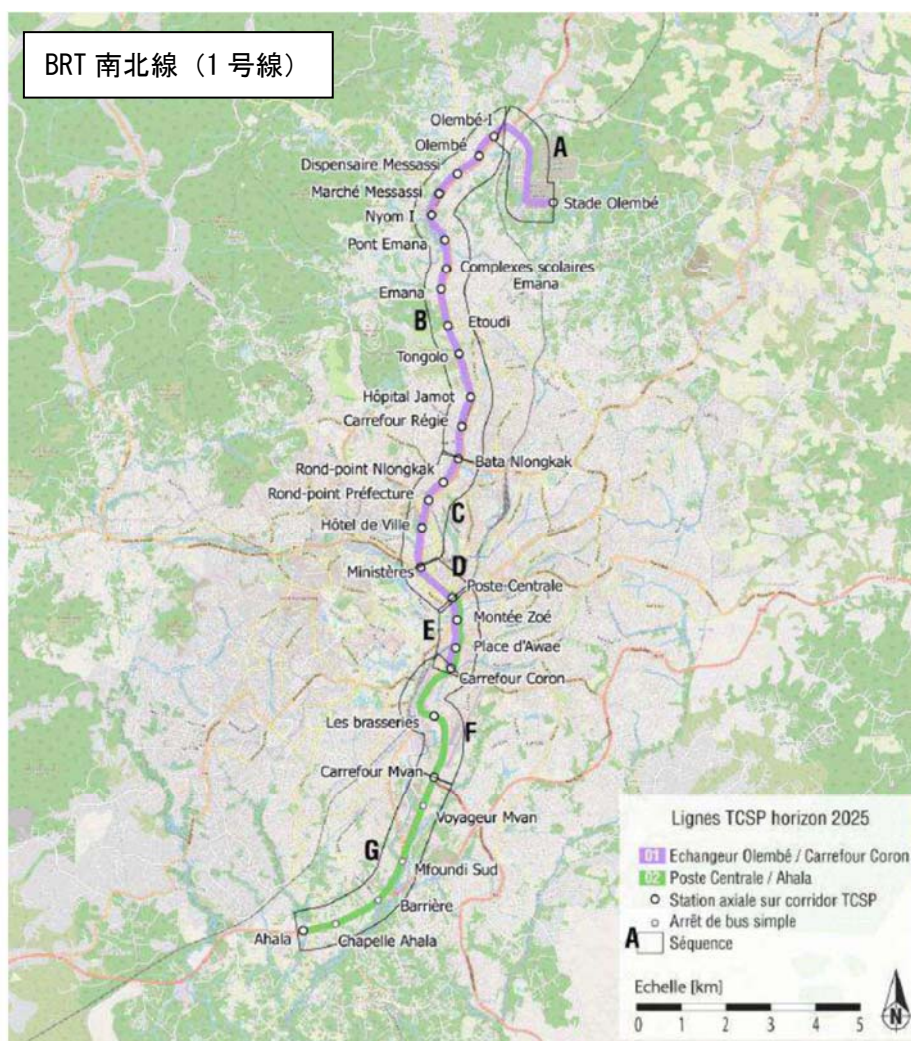 BRT 南北線（1 号線）
Olembé I
A
Olembé
Dispensaire Messassi
Marché Messassi
Stade Olembé
Nyom I
Pont Emana
Complexes scolaires
Emana
Emana
B
Etoudi
Tongolo
Hôpital Jamot
Carrefour Régie
Bata Nlongkak
Rond-point Nlongkak
Rond-point Préfecture
C
Hôtel de Ville
D
Ministères
Poste Centrale
Montée Zoé
E
Place d'Awae
Carrefour Coron
Les brasseries
F
Carrefour Mvan
Voyageur Mvan
G
Mfoundi Sud
Barrière
Ahala
Chapelle Ahala
Lignes TCSP horizon 2025
01 Echangeur Olembé / Carrefour Coron
02 Poste Centrale / Ahala
Station axiale sur corridor TCSP
Arrêt de bus simple
A Séquence
Echelle [km]
0 1 2 3 4 5
N